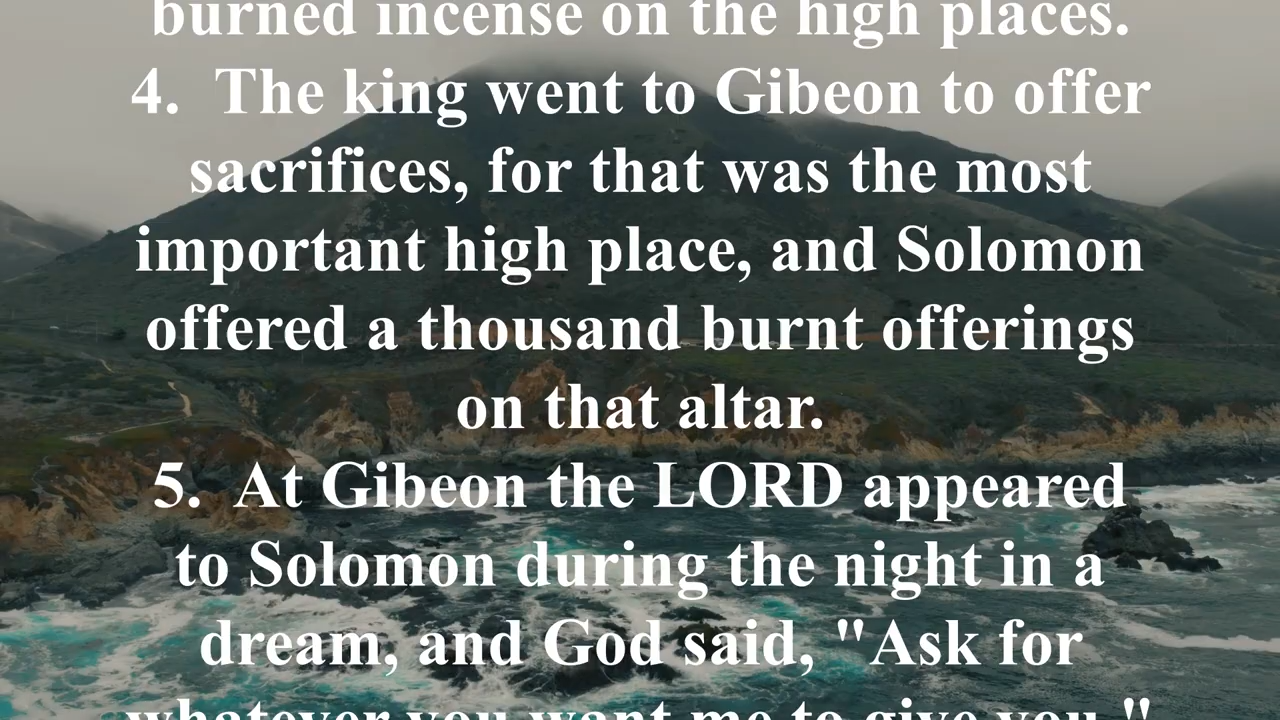 burned incense on the high places.
4. The king went to Gibeon to offer
sacrifices, for that was the most
important high place, and Solomon
offered a thousand burnt offerings
on that altar.
5. At Gibeon the LORD appeared
to Solomon during the night in a
dream, and God said, "Ask for
whatever you want me to give you."